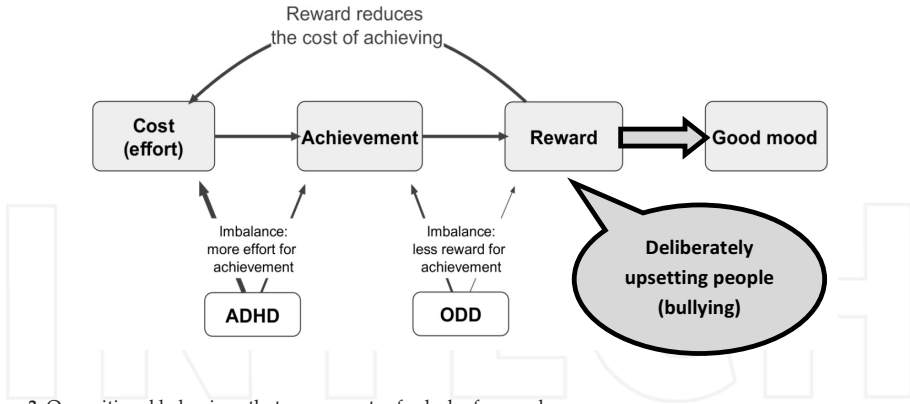 Reward reduces
the cost of achieving
Cost
(effort)
Achievement
Reward
Good mood
Imbalance:
more effort for
achievement
Imbalance:
less reward for
achievement
Deliberately
upsetting people
(bullying)
ADHD
ODD
INTECH